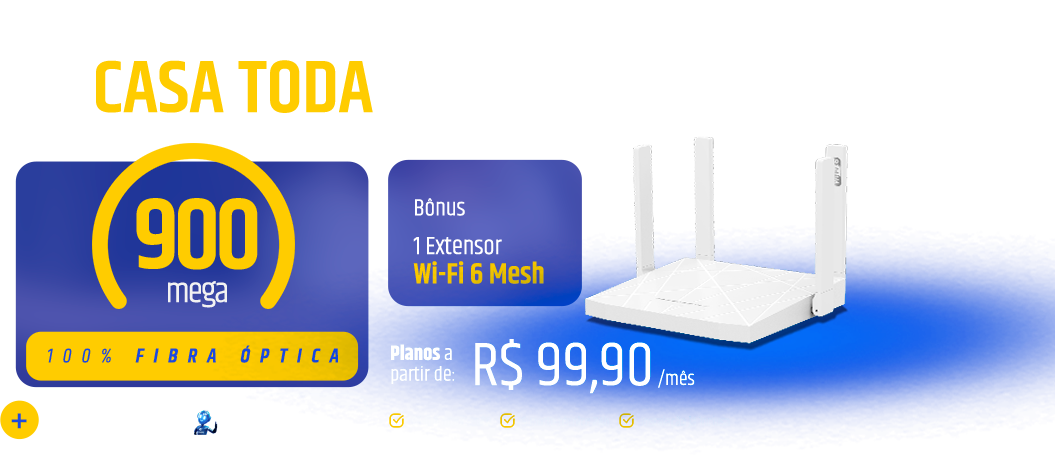 CASA TODA
900
mega
100% FIBRA ÓPTICA
Bônus
1 Extensor
Wi-Fi 6 Mesh
Planos a
partir de:
R$ 99,90 /mês